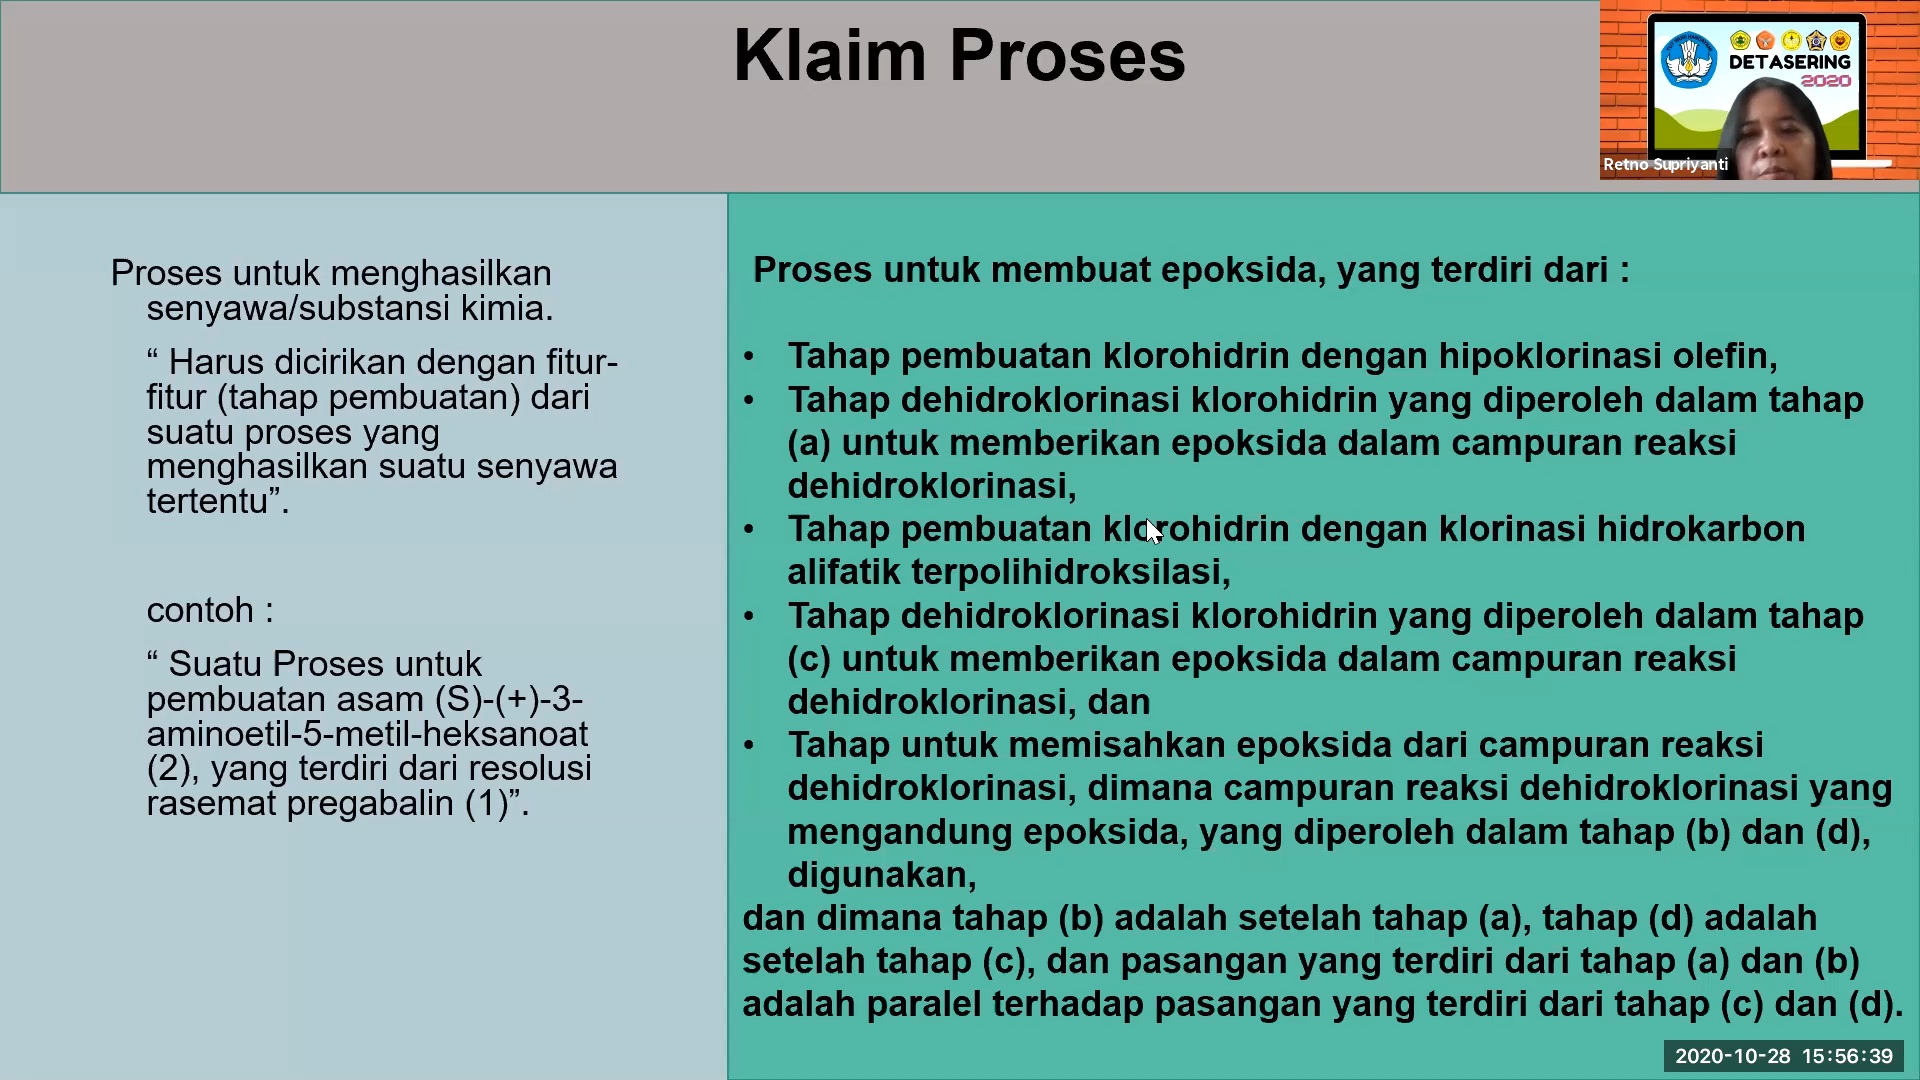 Klaim Proses
DETASERING
2020
Retno Supriyanti
Proses untuk menghasilkan
senyawa/substansi kimia.
“ Harus dicirikan dengan fitur-
fitur (tahap pembuatan) dari
suatu proses yang
menghasilkan suatu senyawa
tertentu”.
contoh :
“ Suatu Proses untuk
pembuatan asam (S)-(+)-3-
aminoetil-5-metil-heksanoat
(2), yang terdiri dari resolusi
rasemat pregabalin (1)”.
Proses untuk membuat epoksida, yang terdiri dari :
• Tahap pembuatan klorohidrin dengan hipoklorinasi olefin,
• Tahap dehidroklorinasi klorohidrin yang diperoleh dalam tahap
(a) untuk memberikan epoksida dalam campuran reaksi
dehidroklorinasi,
• Tahap pembuatan klorohidrin dengan klorinasi hidrokarbon
alifatik terpolihidroksilasi,
• Tahap dehidroklorinasi klorohidrin yang diperoleh dalam tahap
(c) untuk memberikan epoksida dalam campuran reaksi
dehidroklorinasi, dan
• Tahap untuk memisahkan epoksida dari campuran reaksi
dehidroklorinasi, dimana campuran reaksi dehidroklorinasi yang
mengandung epoksida, yang diperoleh dalam tahap (b) dan (d),
digunakan,
dan dimana tahap (b) adalah setelah tahap (a), tahap (d) adalah
setelah tahap (c), dan pasangan yang terdiri dari tahap (a) dan (b)
adalah paralel terhadap pasangan yang terdiri dari tahap (c) dan (d).
2020-10-28 15:56:39